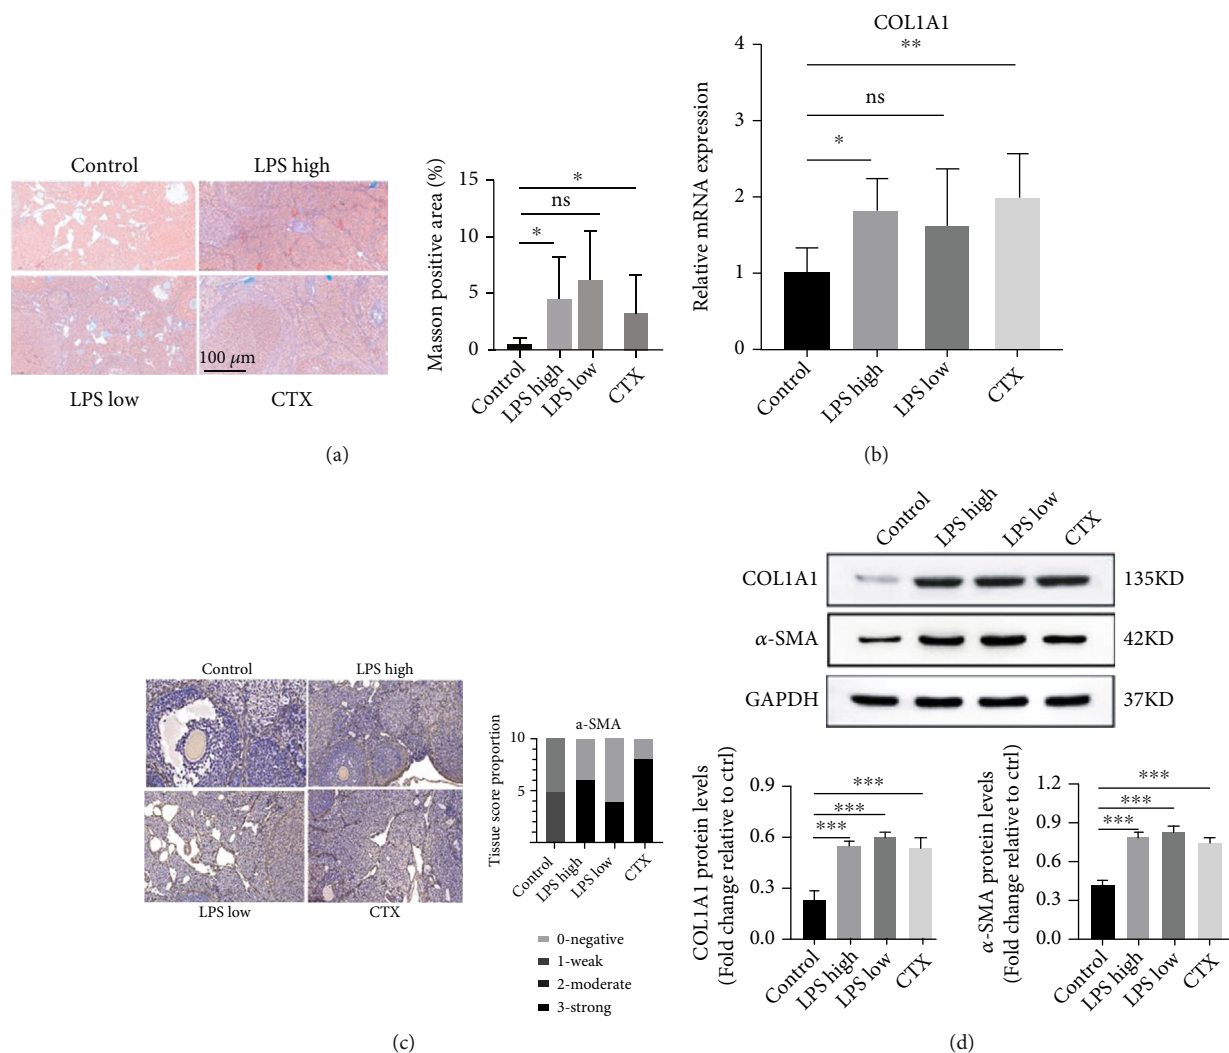 Control
LPS high
LPS low
CTX
100 μm
Masson positive area (%)
15
10
5
0
*
ns
*
Control
LPS high
LPS low
CTX
(a)
COL1A1
Relative mRNA expression
4
3
2
1
0
**
ns
*
Control
LPS high
LPS low
CTX
(b)
Control
LPS high
LPS low
CTX
a-SMA
Tissue score proportion
10
5
Control
LPS high
LPS low
CTX
0-negative
1-weak
2-moderate
3-strong
(c)
Control
LPS high
LPS low
CTX
COL1A1
135KD
α-SMA
42KD
GAPDH
37KD
COL1A1 protein levels
(Fold change relative to ctrl)
0.9
0.6
0.3
0.0
***
***
***
Control
LPS high
LPS low
CTX
α-SMA protein levels
(Fold change relative to ctrl)
1.2
0.9
0.6
0.3
0.0
***
***
***
Control
LPS high
LPS low
CTX
(d)